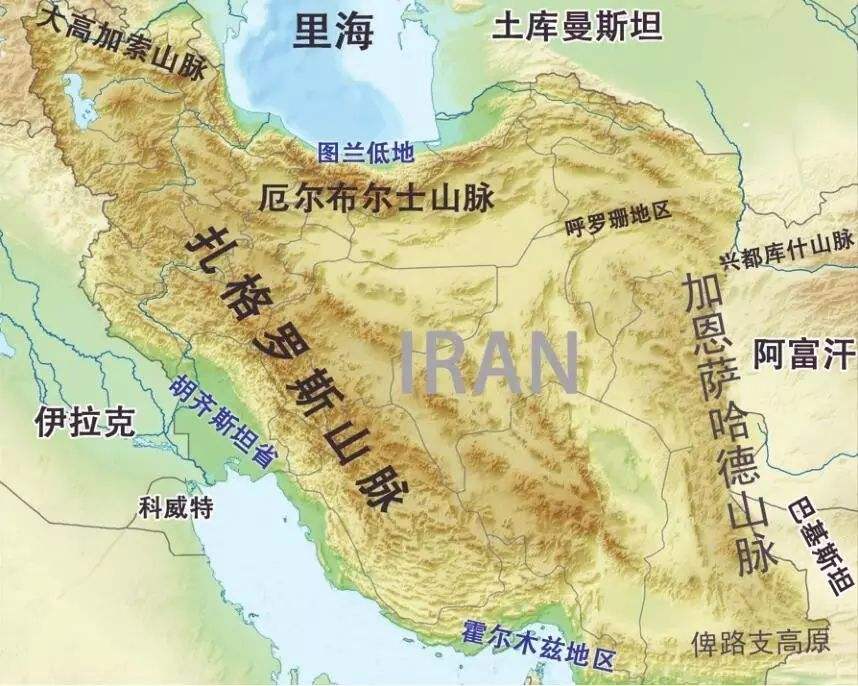 里海
土库曼斯坦
大高加索山脉
图兰低地
厄尔布尔士山脉
呼罗珊地区
兴都库什山脉
扎格罗斯山脉
加恩萨哈德山脉
IRAN
阿富汗
胡齐斯坦省
伊拉克
科威特
巴基斯坦
霍尔木兹地区
俾路支高原